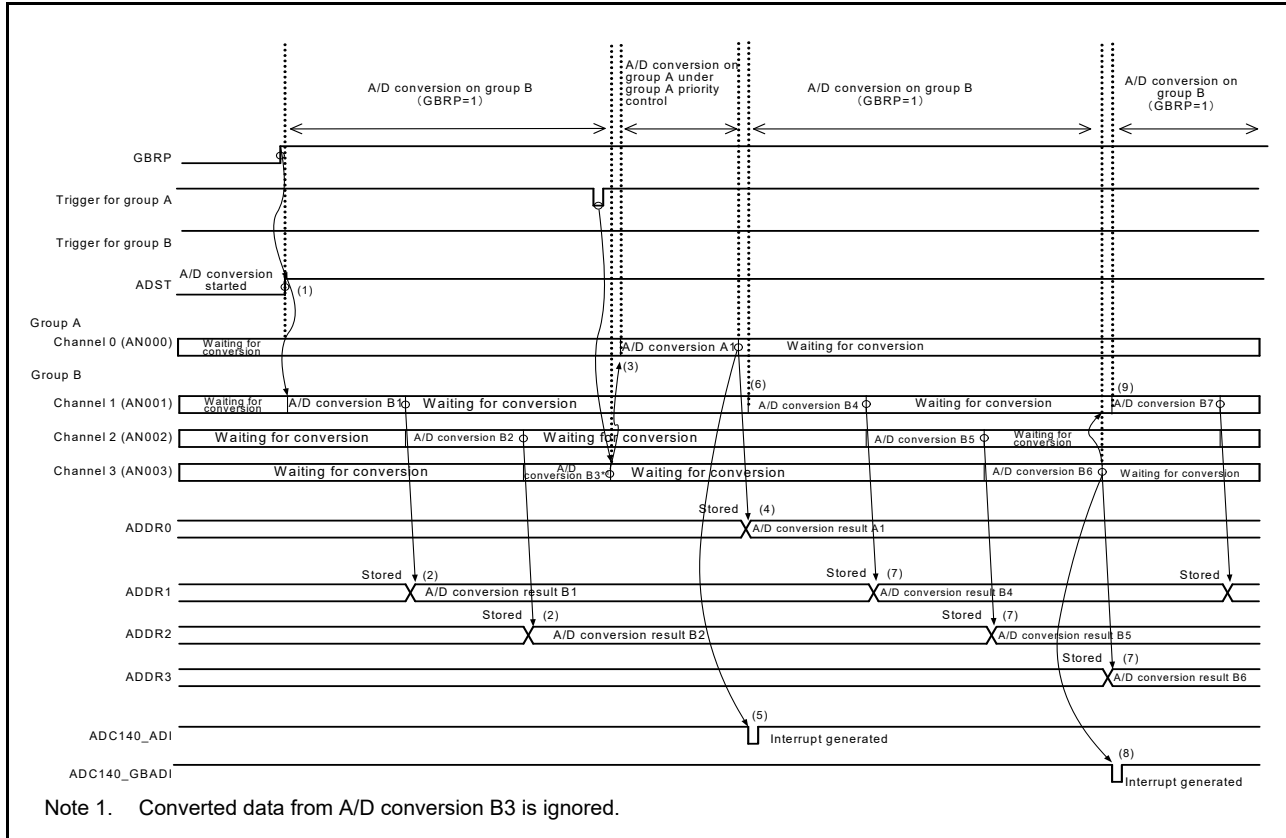 A/D conversion on group B
(GBRP=1)
A/D conversion on
group A under
group A priority
control
A/D conversion on group B
(GBRP=1)
A/D conversion on
group B
(GBRP=1)
GBRP
Trigger for group A
Trigger for group B
ADST
A/D conversion
started
(1)
Group A
Channel 0 (AN000)
Waiting for
conversion
A/D conversion A1
Waiting for conversion
(3)
Group B
(6)
(9)
Channel 1 (AN001)
Waiting for
conversion
A/D conversion B1
Waiting for conversion
A/D conversion B4
Waiting for conversion
A/D conversion B7
Channel 2 (AN002)
Waiting for conversion
A/D conversion B2
Waiting for conversion
A/D conversion B5
Waiting for
conversion
Channel 3 (AN003)
Waiting for conversion
A/D
conversion B3*
Waiting for conversion
A/D conversion B6
Waiting for conversion
ADDR0
Stored (4)
A/D conversion result A1
ADDR1
Stored (2)
A/D conversion result B1
Stored (7)
A/D conversion result B4
Stored
ADDR2
Stored (2)
A/D conversion result B2
Stored (7)
A/D conversion result B5
ADDR3
Stored (7)
A/D conversion result B6
ADC140_ADI
(5)
Interrupt generated
ADC140_GBADI
(8)
Interrupt generated
Note 1. Converted data from A/D conversion B3 is ignored.